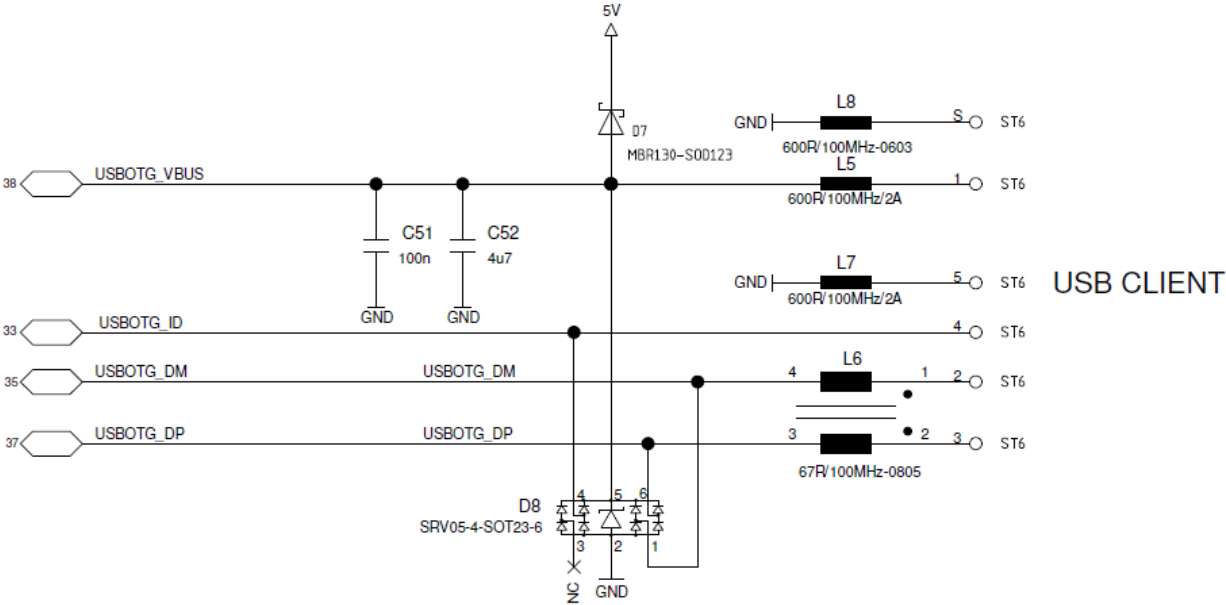 5V
D7
MBR130-SOD123
L8
GND
S
ST6
600R/100MHz-0603
38
USBOTG_VBUS
L5
1
ST6
600R/100MHz/2A
C51
100n
C52
4u7
GND
GND
L7
GND
5
ST6
600R/100MHz/2A
USB CLIENT
33
USBOTG_ID
4
ST6
35
USBOTG_DM
USBOTG_DM
4
L6
1
2
ST6
37
USBOTG_DP
USBOTG_DP
3
2
3
ST6
67R/100MHz-0805
D8
SRV05-4-SOT23-6
4
5
6
3
2
1
NC
GND